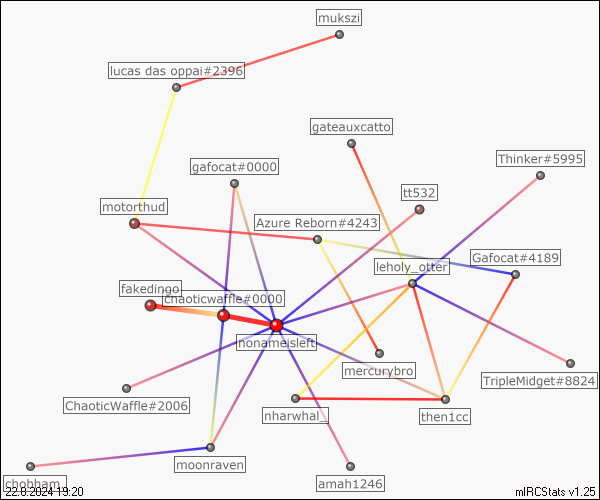 mukszi
lucas das oppai#2396
gateauxcatto
gafocat#0000
Thinker#5995
tt532
motorthud
Azure Reborn#4243
Gafocat#4189
leholy_otter
fakedingo
chaoticwaffle#0000
nonameisleft
mercurybro
TripleMidget#8824
ChaoticWaffle#2006
nharwhal_
then1cc
moonraven
chobham_
amah1246
22.8.2024 19:20
mIRCStats v1.25